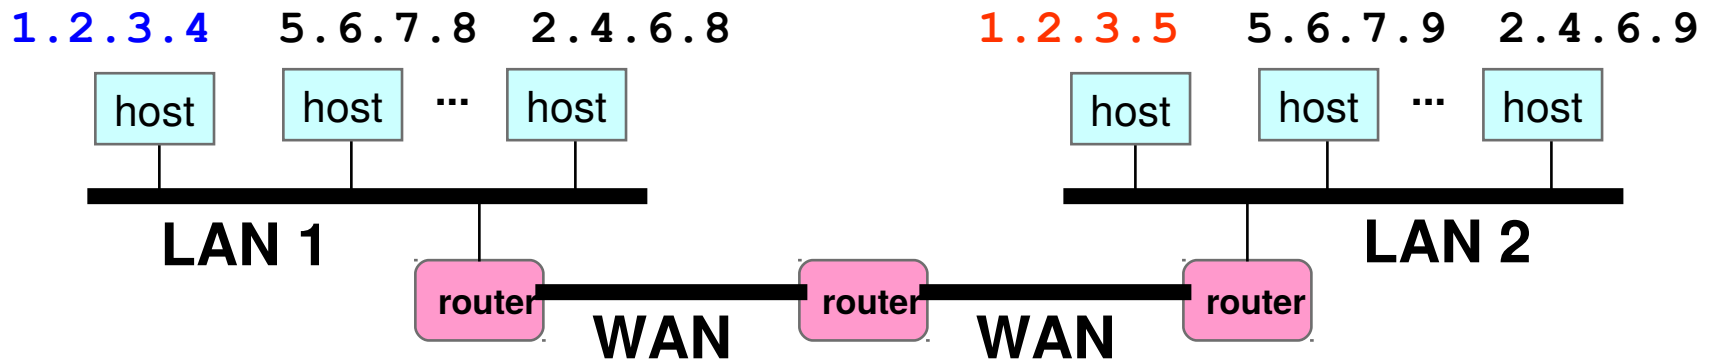 1.2.3.4 5.6.7.8 2.4.6.8 1.2.3.5 5.6.7.9 2.4.6.9
host host ... host host host ... host
LAN 1 LAN 2
router router router
WAN WAN